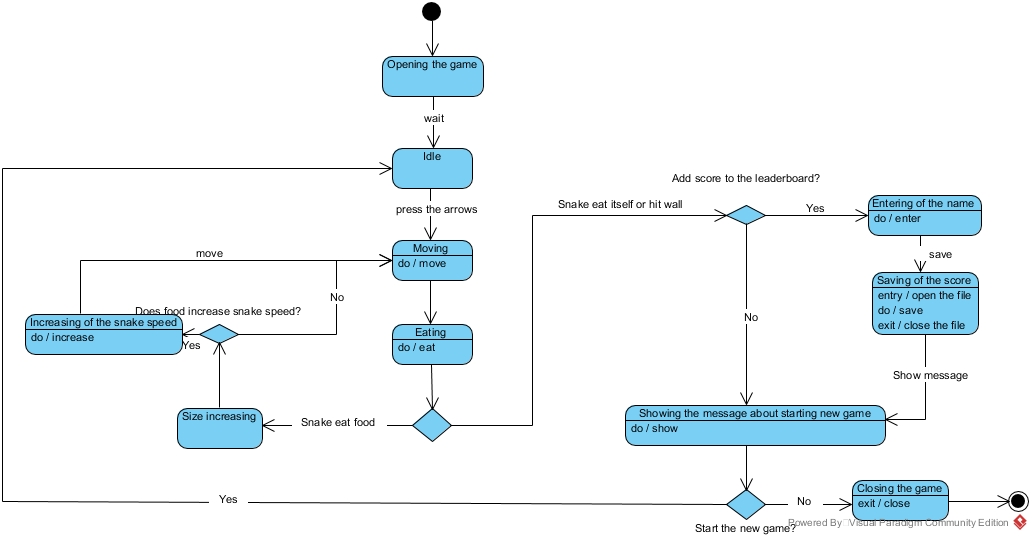 Opening the game
wait
Idle
press the arrows
Add score to the leaderboard?
Snake eat itself or hit wall
Yes
Entering of the name
do / enter
save
Moving
do / move
move
No
Saving of the score
entry / open the file
do / save
exit / close the file
Does food increase snake speed?
Increasing of the snake speed
do / increase
Yes
Eating
do / eat
No
Show message
Size increasing
Snake eat food
Showing the message about starting new game
do / show
Yes
No
Closing the game
exit / close
Start the new game?
Powered By Visual Paradigm Community Edition